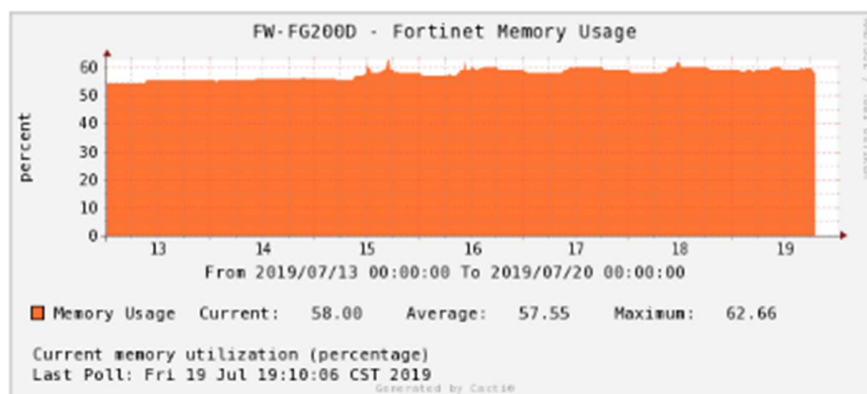 FW-FG200D - Fortinet Memory Usage
percent
60
50
40
30
20
10
0
13 14 15 16 17 18 19
From 2019/07/13 00:00:00 To 2019/07/20 00:00:00
Memory Usage Current: 58.00 Average: 57.55 Maximum: 62.66
Current memory utilization (percentage)
Last Poll: Fri 19 Jul 19:10:06 CST 2019
Generated by Cacti®